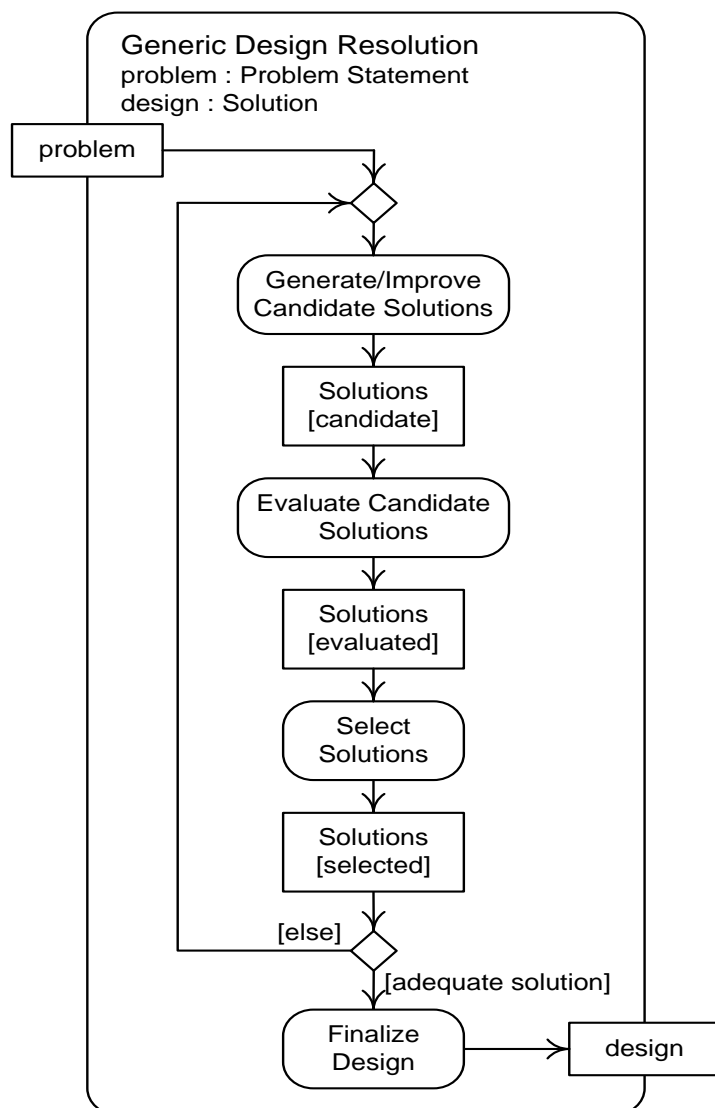 Generic Design Resolution
problem : Problem Statement
design : Solution
problem
Generate/Improve
Candidate Solutions
Solutions
[candidate]
Evaluate Candidate
Solutions
Solutions
[evaluated]
Select
Solutions
Solutions
[selected]
[else]
[adequate solution]
Finalize
Design
design